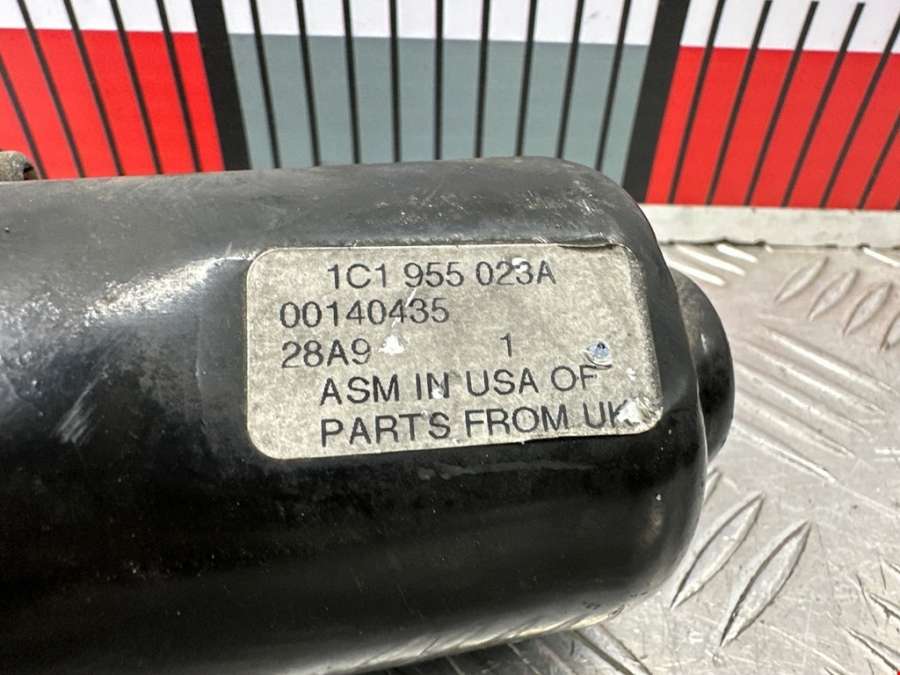 1C1 955 023A
00140435
28A9 1
ASM IN USA OF
PARTS FROM UK